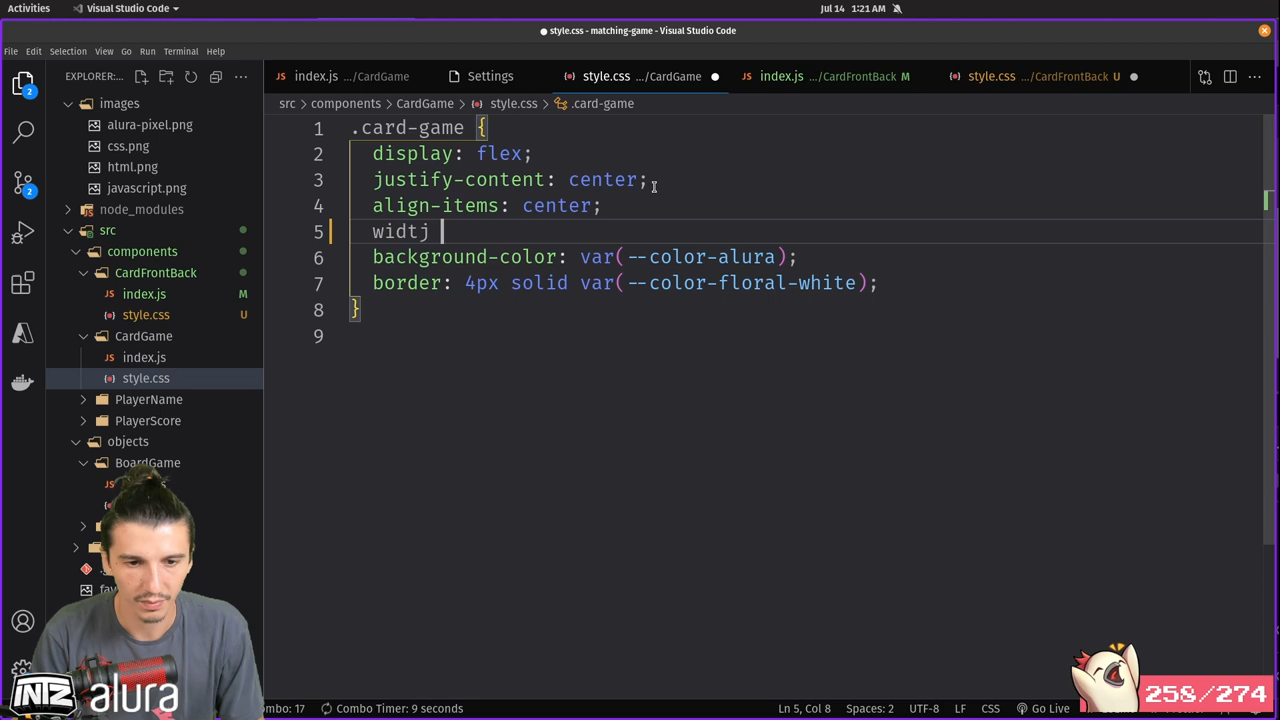 Activities
Visual Studio Code
Jul 14 1:21 AM
● style.css - matching-game - Visual Studio Code
File Edit Selection View Go Run Terminal Help
EXPLORER:...
index.js .../CardGame
Settings
style.css .../CardGame
index.js .../CardFrontBack M
style.css .../CardFrontBack U
src > components > CardGame > style.css > .card-game
images
alura-pixel.png
css.png
html.png
javascript.png
node_modules
src
components
CardFrontBack
index.js M
style.css U
CardGame
index.js
style.css
PlayerName
PlayerScore
objects
BoardGame
2
2
1 .card-game {
2 display: flex;
3 justify-content: center;
4 align-items: center;
5 widtj
6 background-color: var(--color-alura);
7 border: 4px solid var(--color-floral-white);
8 }
9
INTZ alura
258/274
Combo Timer: 9 seconds
Ln 5, Col 8
Spaces: 2
UTF-8
LF
CSS
Go Live